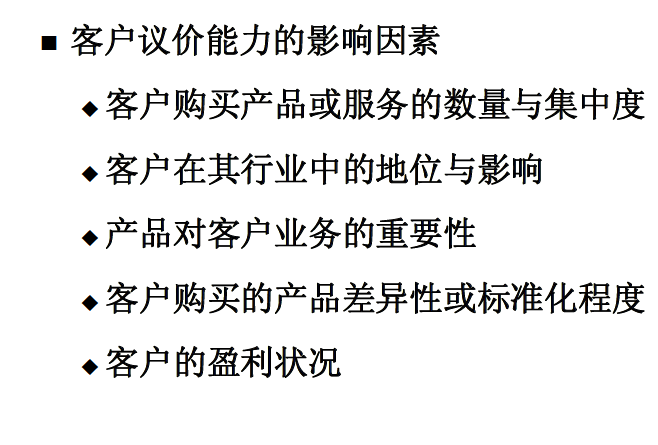 ■ 客户议价能力的影响因素
◆ 客户购买产品或服务的数量与集中度
◆ 客户在其行业中的地位与影响
◆ 产品对客户业务的重要性
◆ 客户购买的产品差异性或标准化程度
◆ 客户的盈利状况